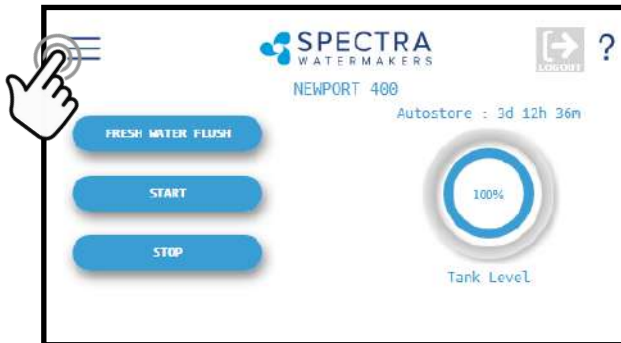 SPECTRA
WATERMAKERS
LOGOUT
?
NEWPORT 400
Autostore : 3d 12h 36m
FRESH WATER FLUSH
START
STOP
100%
Tank Level